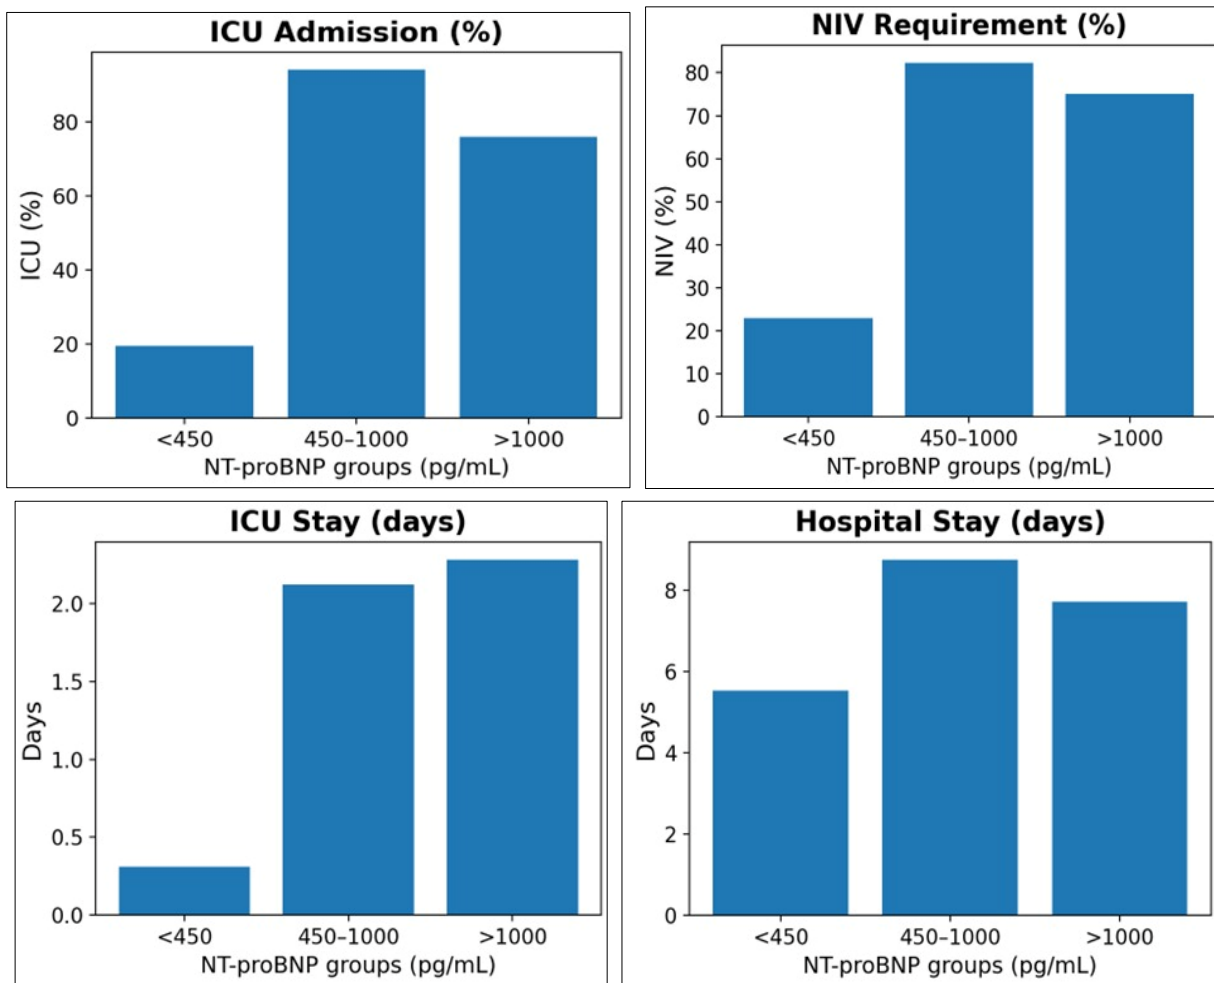 ICU Admission (%)
ICU (%)
80
60
40
20
0
<450 450–1000 >1000
NT-proBNP groups (pg/mL)
NIV Requirement (%)
NIV (%)
80
70
60
50
40
30
20
10
0
<450 450–1000 >1000
NT-proBNP groups (pg/mL)
ICU Stay (days)
Days
2.0
1.5
1.0
0.5
0.0
<450 450–1000 >1000
NT-proBNP groups (pg/mL)
Hospital Stay (days)
Days
8
6
4
2
0
<450 450–1000 >1000
NT-proBNP groups (pg/mL)